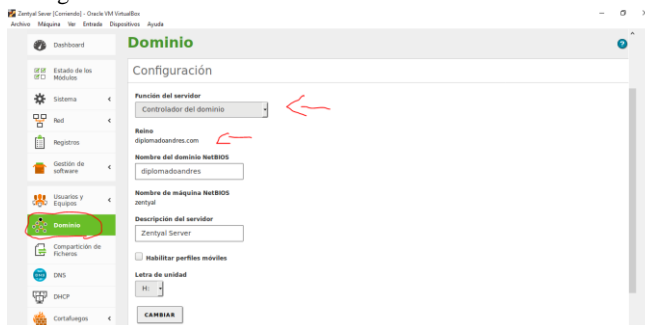 Zentyal Sever [Corriendo] - Oracle VM VirtualBox
Archivo Máquina Ver Entrada Dispositivos Ayuda
Dashboard
Estado de los
Módulos
Sistema
Red
Registros
Gestión de
software
Usuarios y
Equipos
Dominio
Compartición de
Ficheros
DNS
DHCP
Cortafuegos
Dominio
?
Configuración
Función del servidor
Controlador del dominio
Reino
diplomadoandres.com
Nombre del dominio NetBIOS
diplomadoandres
Nombre de máquina NetBIOS
zentyal
Descripción del servidor
Zentyal Server
Habilitar perfiles móviles
Letra de unidad
H:
CAMBIAR